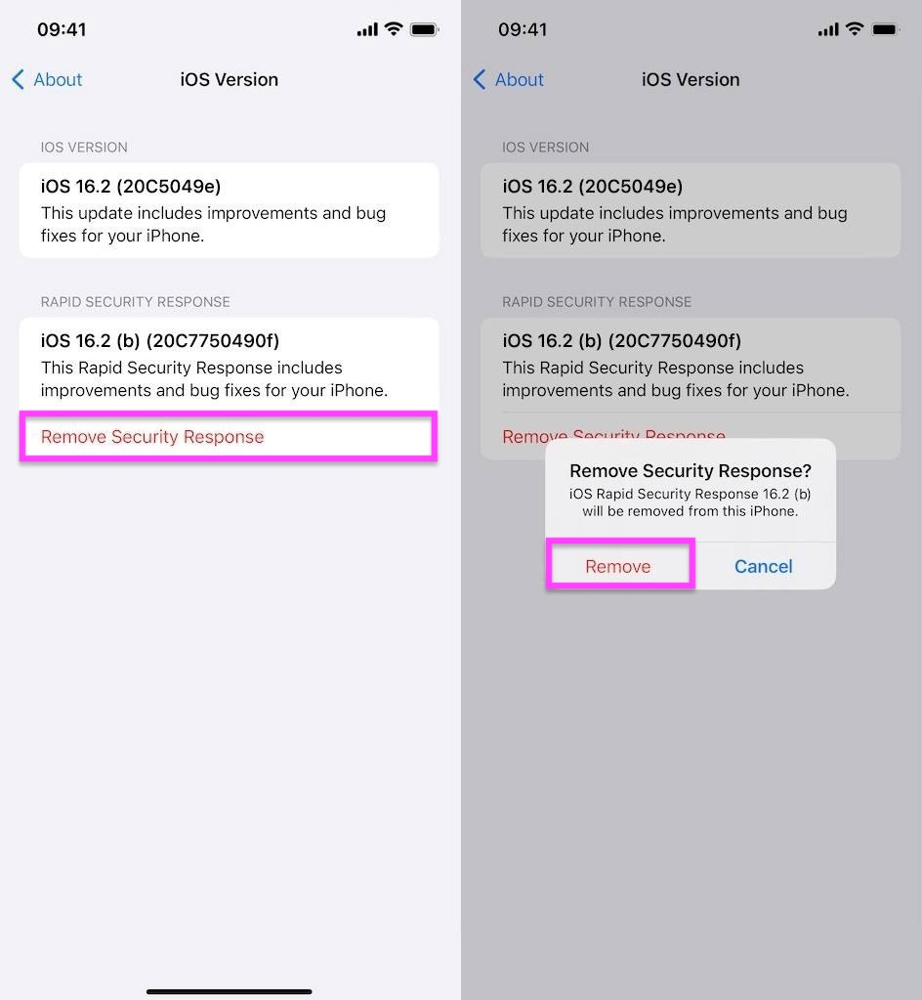 09:41
About
iOS Version
IOS VERSION
iOS 16.2 (20C5049e)
This update includes improvements and bug
fixes for your iPhone.
RAPID SECURITY RESPONSE
iOS 16.2 (b) (20C7750490f)
This Rapid Security Response includes
improvements and bug fixes for your iPhone.
Remove Security Response
09:41
About
iOS Version
IOS VERSION
iOS 16.2 (20C5049e)
This update includes improvements and bug
fixes for your iPhone.
RAPID SECURITY RESPONSE
iOS 16.2 (b) (20C7750490f)
This Rapid Security Response includes
improvements and bug fixes for your iPhone.
Remove Security Response
Remove Security Response?
iOS Rapid Security Response 16.2 (b)
will be removed from this iPhone.
Remove
Cancel